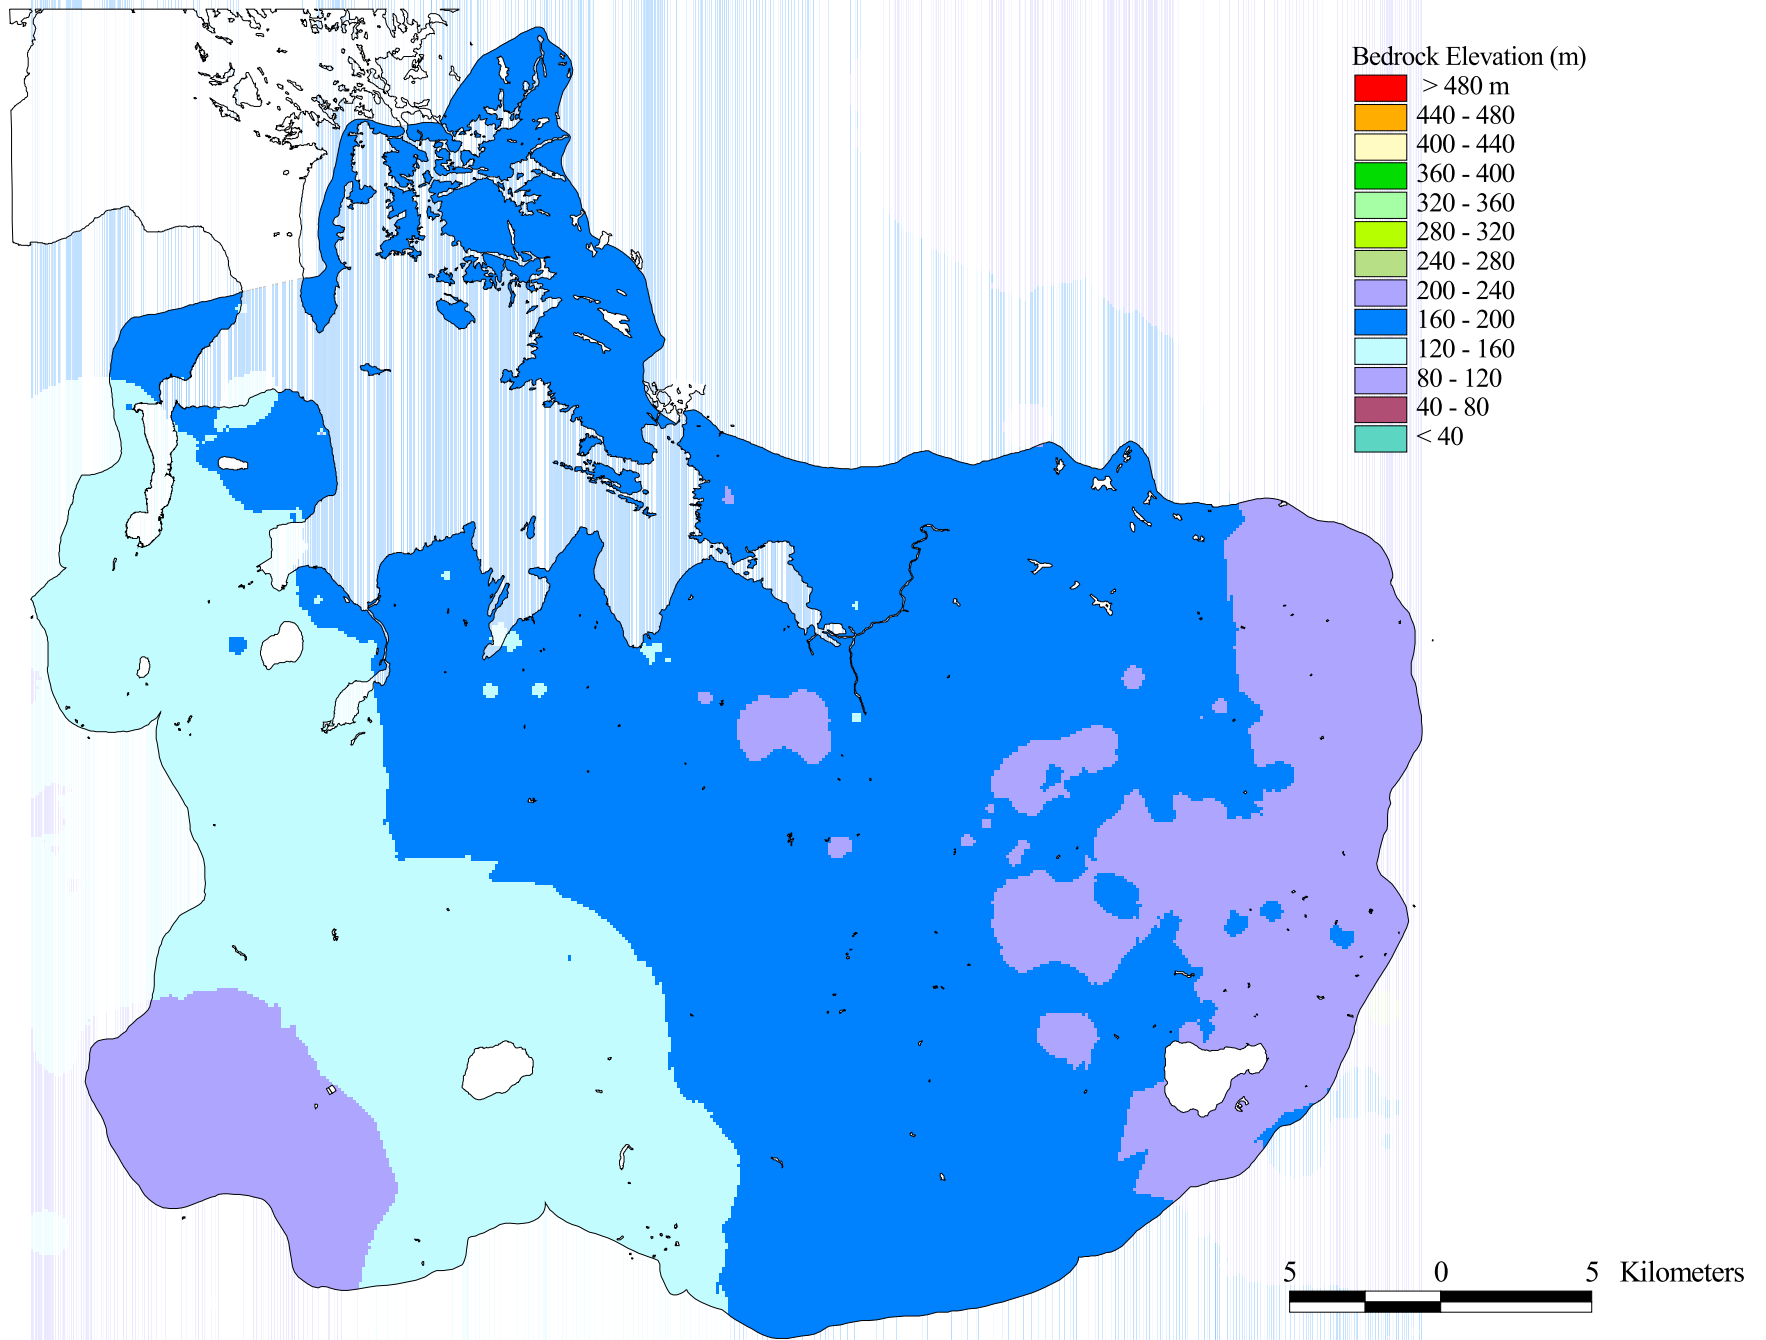 Bedrock Elevation (m)
> 480 m
440 - 480
400 - 440
360 - 400
320 - 360
280 - 320
240 - 280
200 - 240
160 - 200
120 - 160
80 - 120
40 - 80
< 40
5 0 5 Kilometers